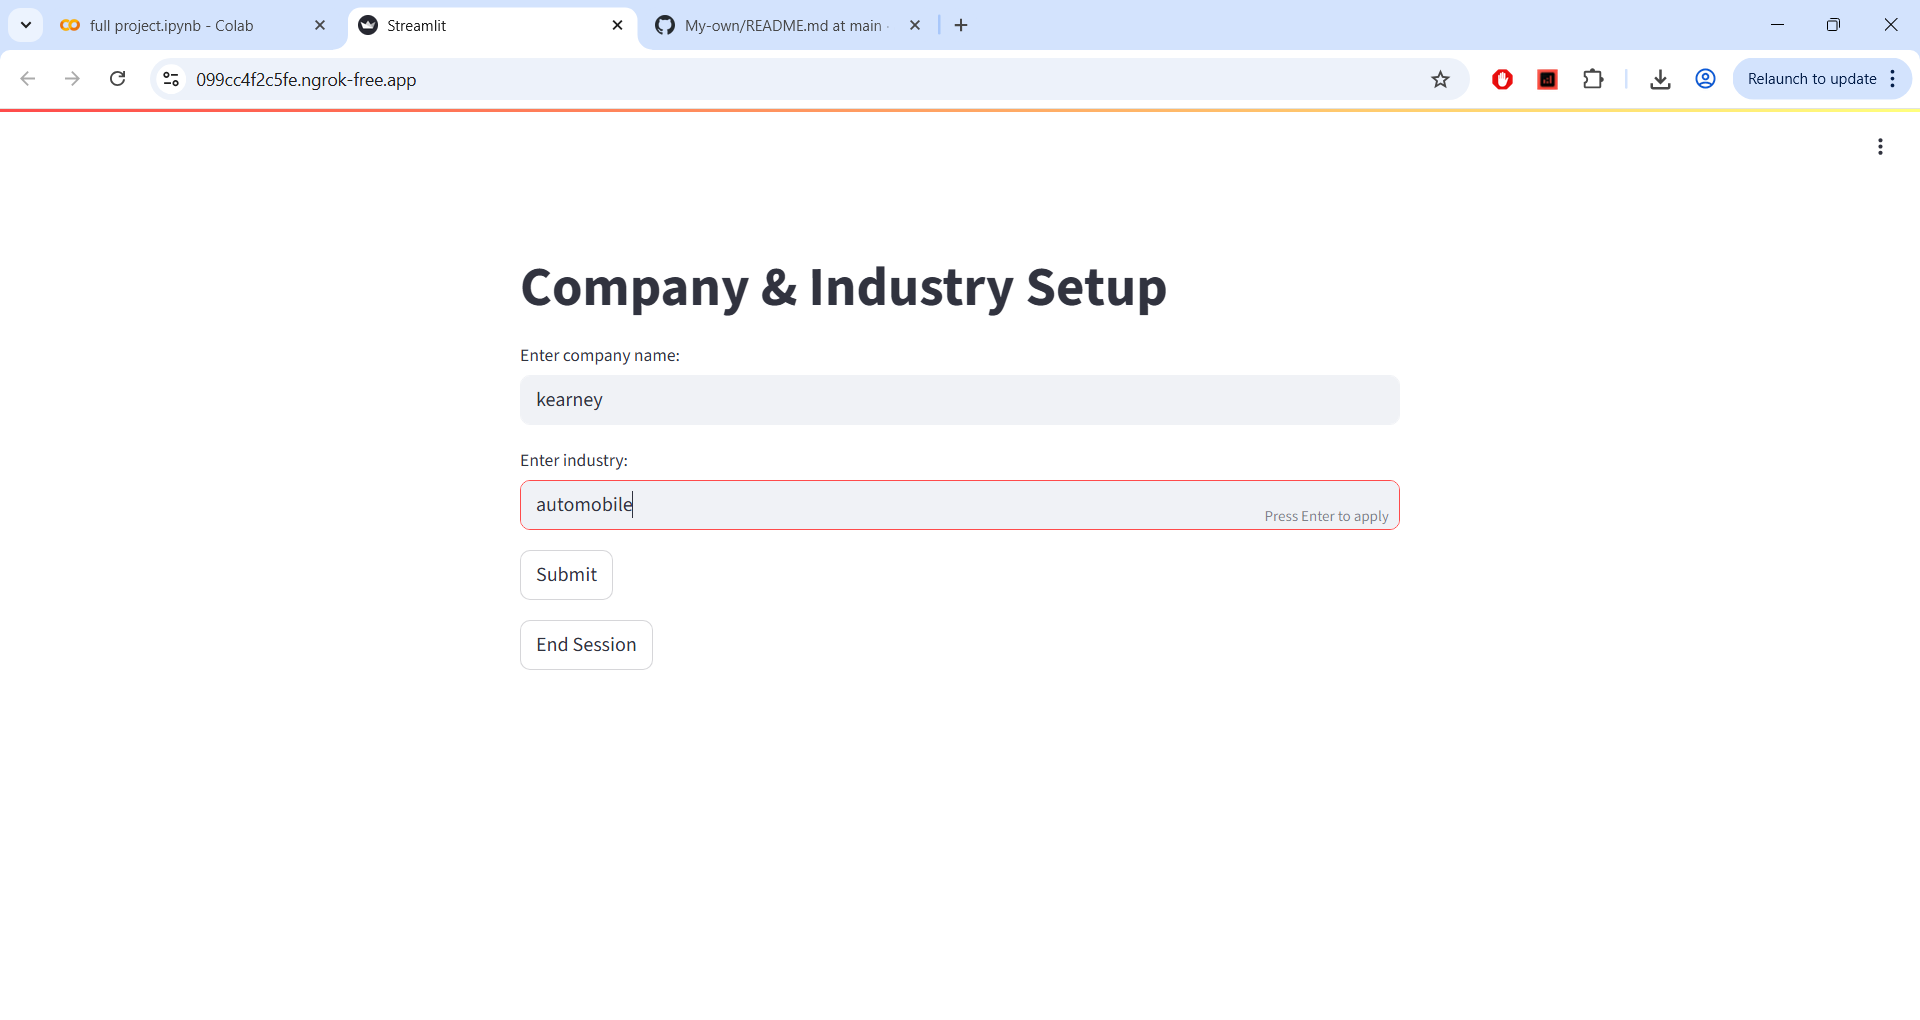 full project.ipynb - Colab
Streamlit
My-own/README.md at main
099cc4f2c5fe.ngrok-free.app
Relaunch to update
Company & Industry Setup
Enter company name:
kearney
Enter industry:
automobile
Press Enter to apply
Submit
End Session